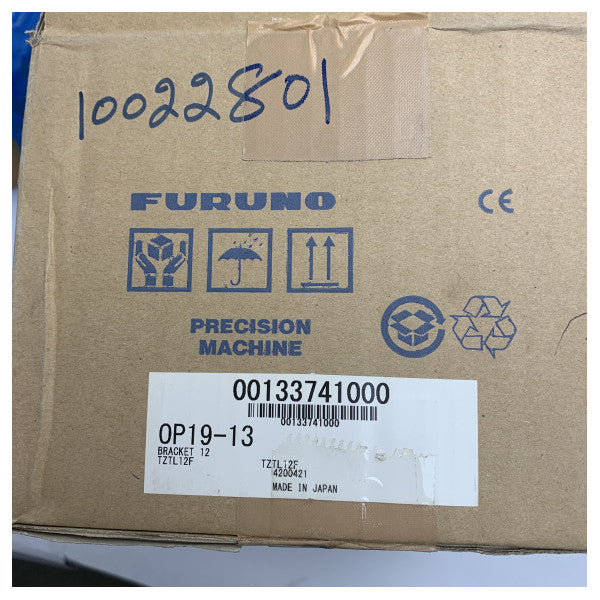 10022801
FURUNO
CE
PRECISION
MACHINE
00133741000
00133741000
OP19-13
BRACKET 12
TZTL12F
TZTL12F
4200421
MADE IN JAPAN